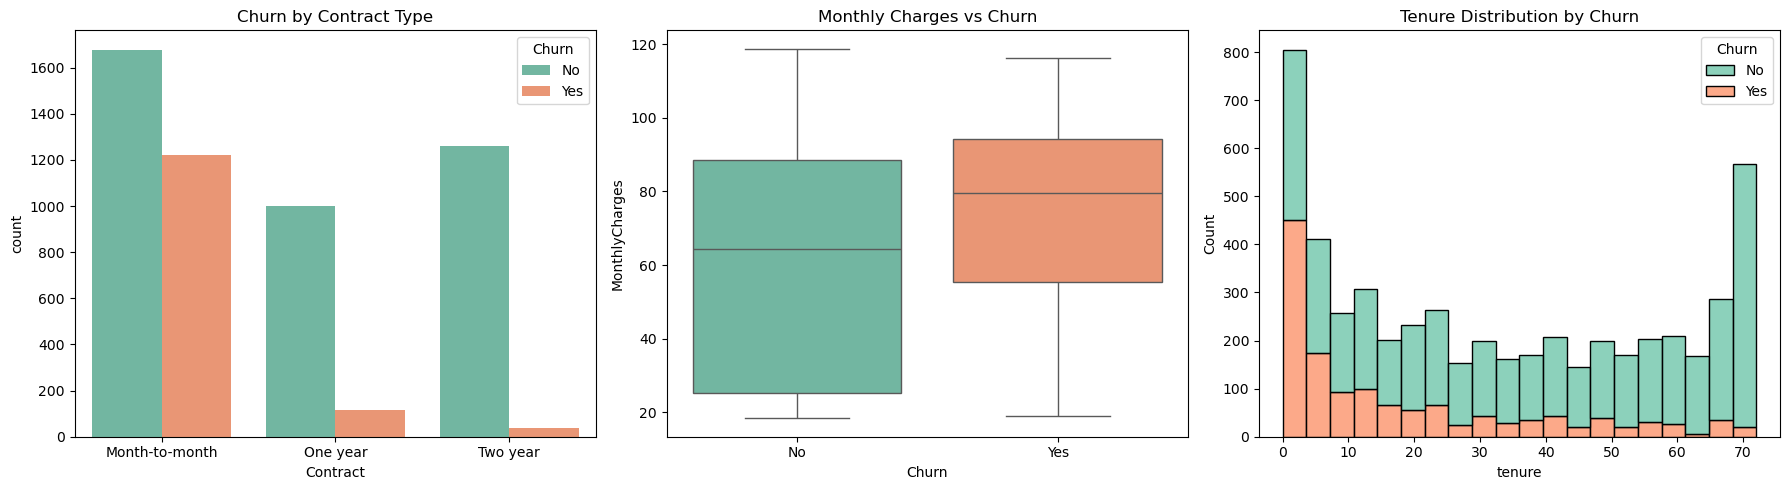 Churn by Contract Type
Churn
No
Yes
1600
1400
1200
1000
800
600
400
200
0
count
Month-to-month
One year
Two year
Contract
Monthly Charges vs Churn
120
100
80
60
40
20
MonthlyCharges
No
Yes
Churn
Tenure Distribution by Churn
Churn
No
Yes
800
700
600
500
400
300
200
100
0
Count
0
10
20
30
40
50
60
70
tenure